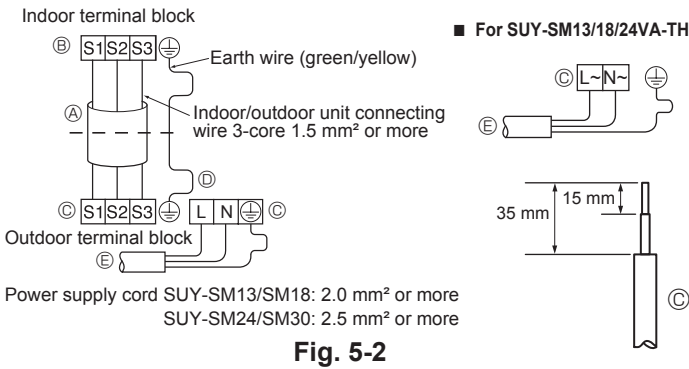 Indoor terminal block
Ⓑ S1 S2 S3
Earth wire (green/yellow)
Ⓐ
Indoor/outdoor unit connecting
wire 3-core 1.5 mm² or more
Ⓓ
Ⓒ S1 S2 S3 L N Ⓒ
Outdoor terminal block
Ⓔ
Power supply cord SUY-SM13/SM18: 2.0 mm² or more
SUY-SM24/SM30: 2.5 mm² or more
Fig. 5-2
■ For SUY-SM13/18/24VA-TH
Ⓒ L~ N~
Ⓔ
15 mm
35 mm
Ⓒ